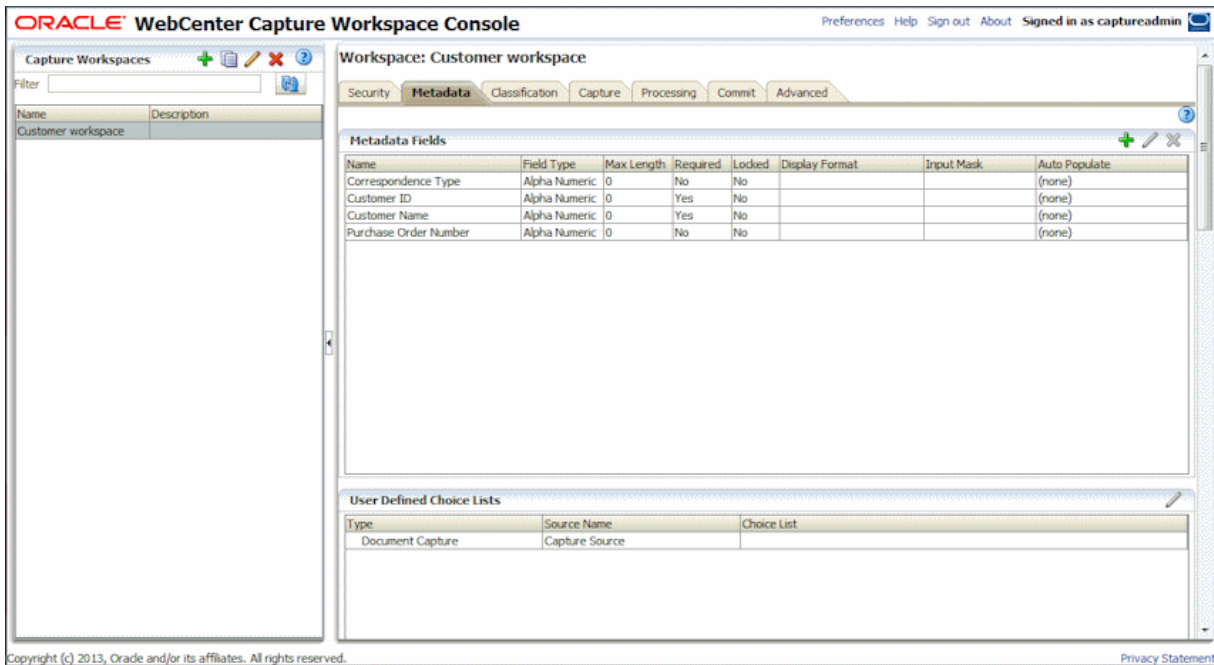 ORACLE WebCenter Capture Workspace Console Preferences Help Sign out About Signed in as captureadmin
Capture Workspaces
Filter
Name Description
Customer workspace
Workspace: Customer workspace
Security Metadata Classification Capture Processing Commit Advanced
Metadata Fields
Name Field Type Max Length Required Locked Display Format Input Mask Auto Populate
Correspondence Type Alpha Numeric 0 No No (none)
Customer ID Alpha Numeric 0 Yes No (none)
Customer Name Alpha Numeric 0 Yes No (none)
Purchase Order Number Alpha Numeric 0 No No (none)
User Defined Choice Lists
Type Source Name Choice List
Document Capture Capture Source
Copyright (c) 2013, Oracle and/or its affiliates. All rights reserved. Privacy Statement